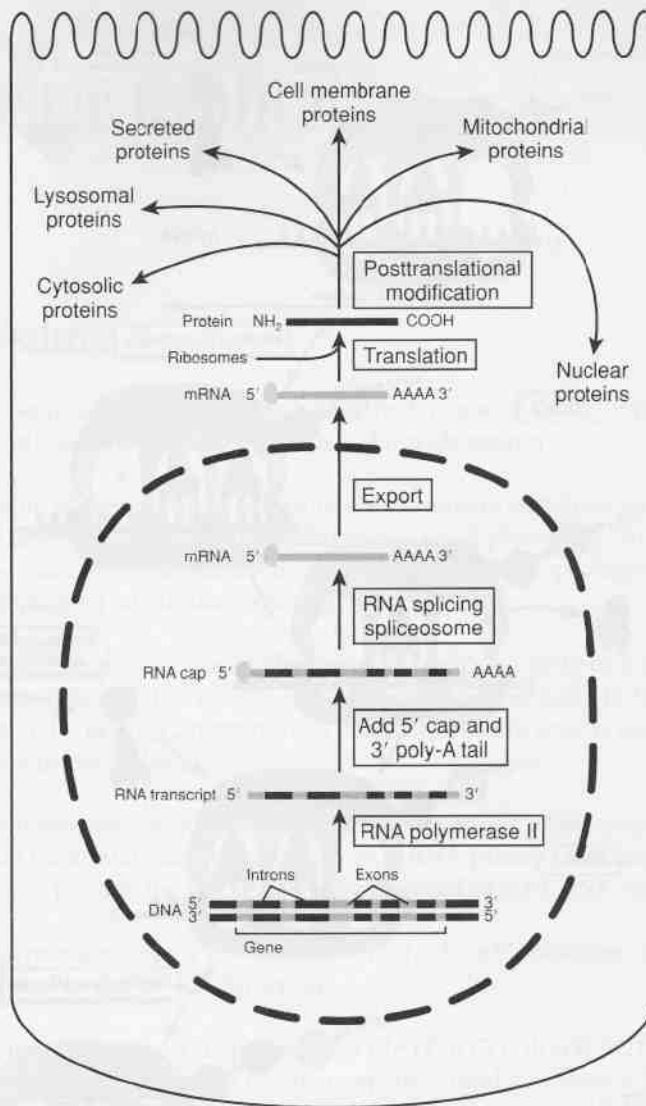 Cell membrane
proteins
Secreted
proteins
Mitochondrial
proteins
Lysosomal
proteins
Cytosolic
proteins
Posttranslational
modification
Protein NH2 COOH
Ribosomes
Translation
Nuclear
proteins
mRNA 5' AAAA 3'
Export
mRNA 5' AAAA 3'
RNA splicing
spliceosome
RNA cap 5' AAAA
Add 5' cap and
3' poly-A tail
RNA transcript 5' 3'
RNA polymerase II
Introns Exons
DNA 5' 3'
3' 5'
Gene